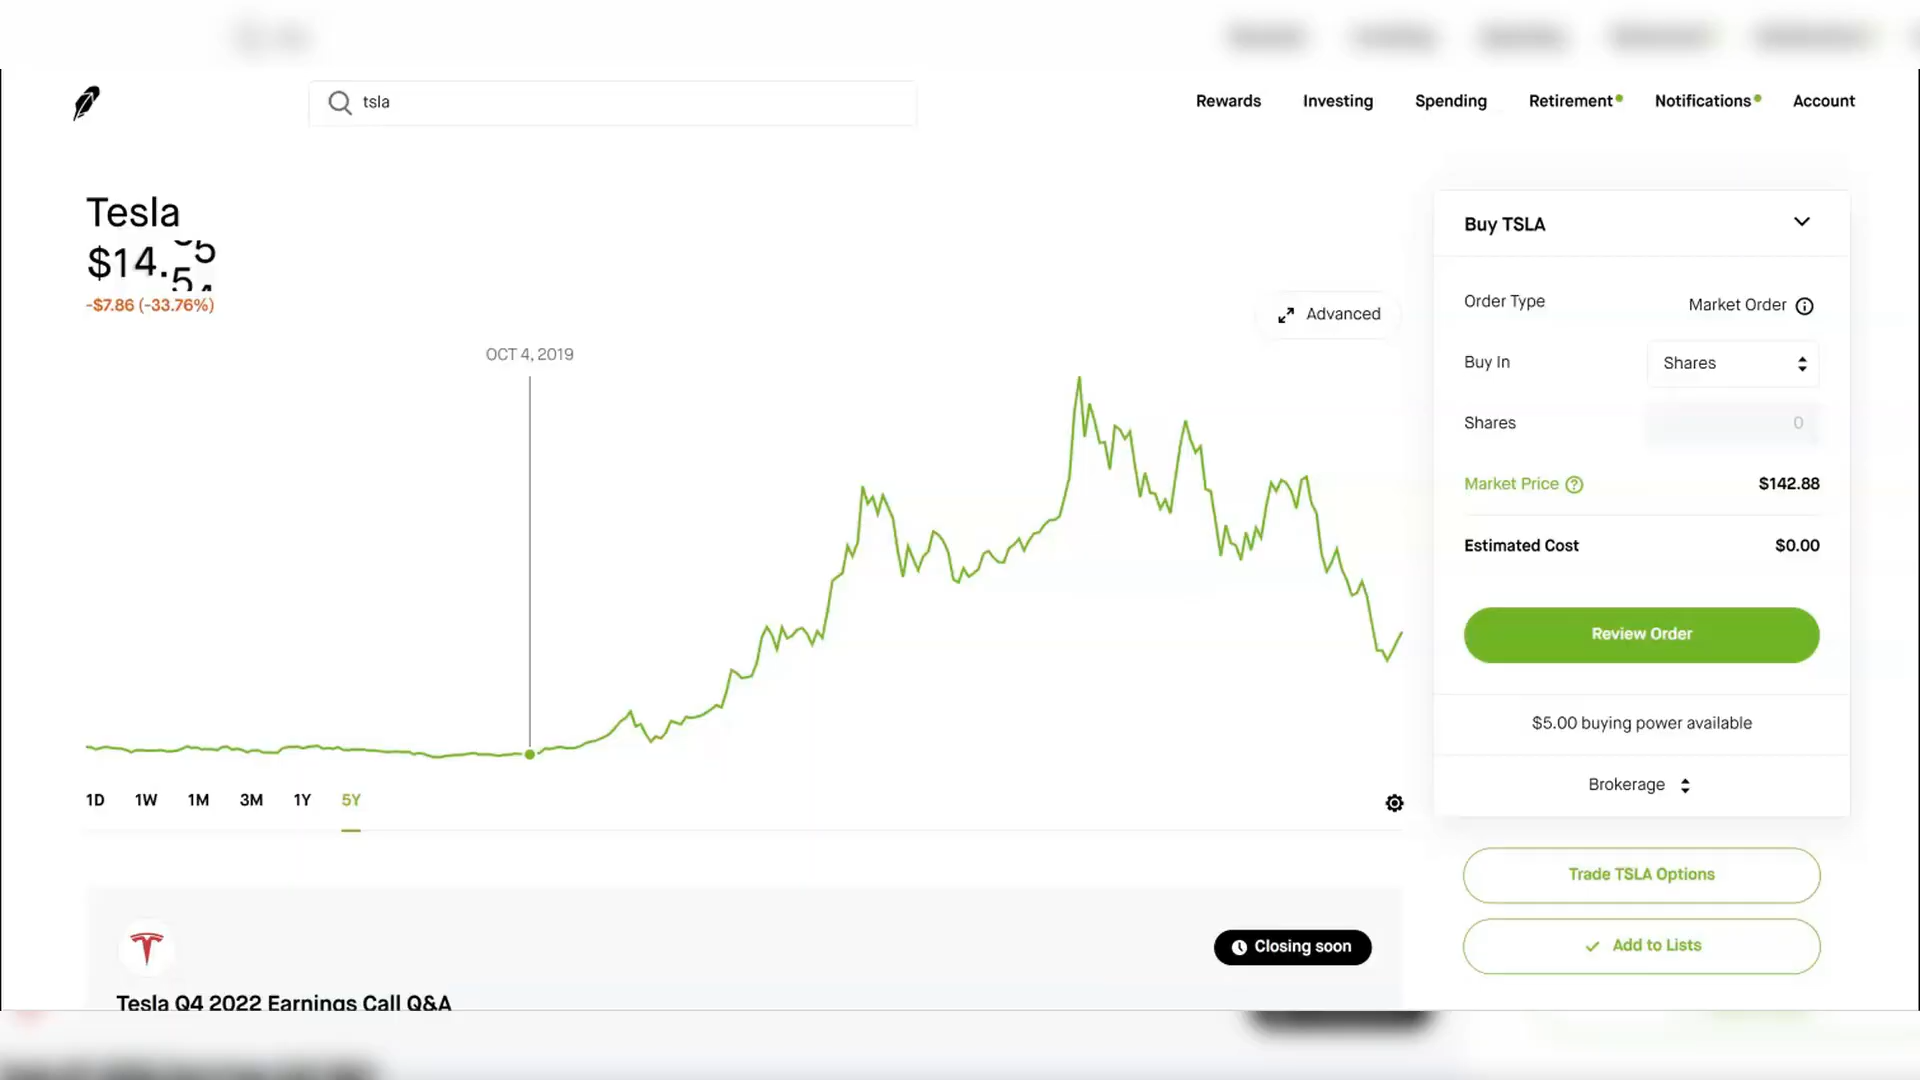 tsla
Rewards Investing Spending Retirement Notifications Account
Tesla
$14.
-$7.86 (-33.76%)
Advanced
OCT 4, 2019
1D 1W 1M 3M 1Y 5Y
Closing soon
Tesla Q4 2022 Earnings Call Q&A
Buy TSLA
Order Type Market Order
Buy In Shares
Shares 0
Market Price $142.88
Estimated Cost $0.00
Review Order
$5.00 buying power available
Brokerage
Trade TSLA Options
Add to Lists